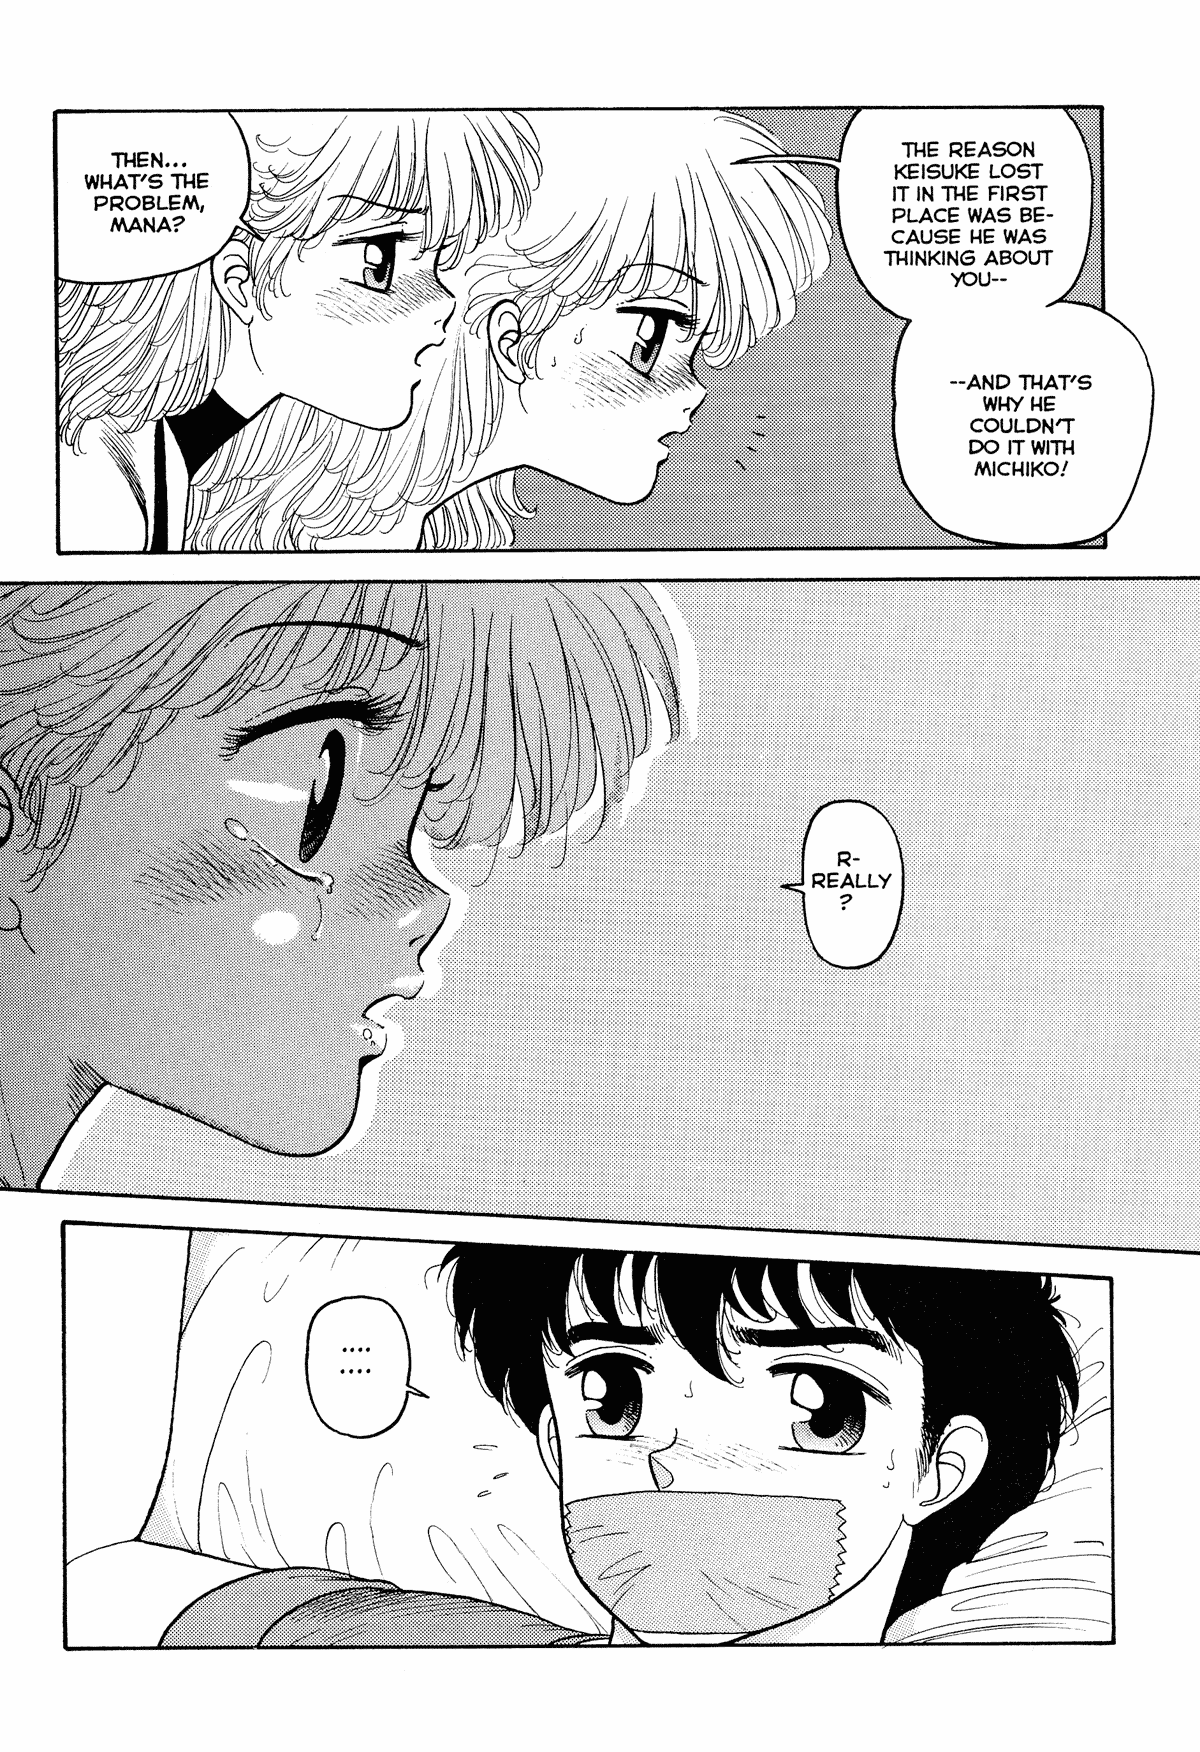 THEN...
WHAT'S THE
PROBLEM,
MANA?
THE REASON
KEISUKE LOST
IT IN THE FIRST
PLACE WAS BE-
CAUSE HE WAS
THINKING ABOUT
YOU--
--AND THAT'S
WHY HE
COULDN'T
DO IT WITH
MICHIKO!
R-
REALLY
?
....
....